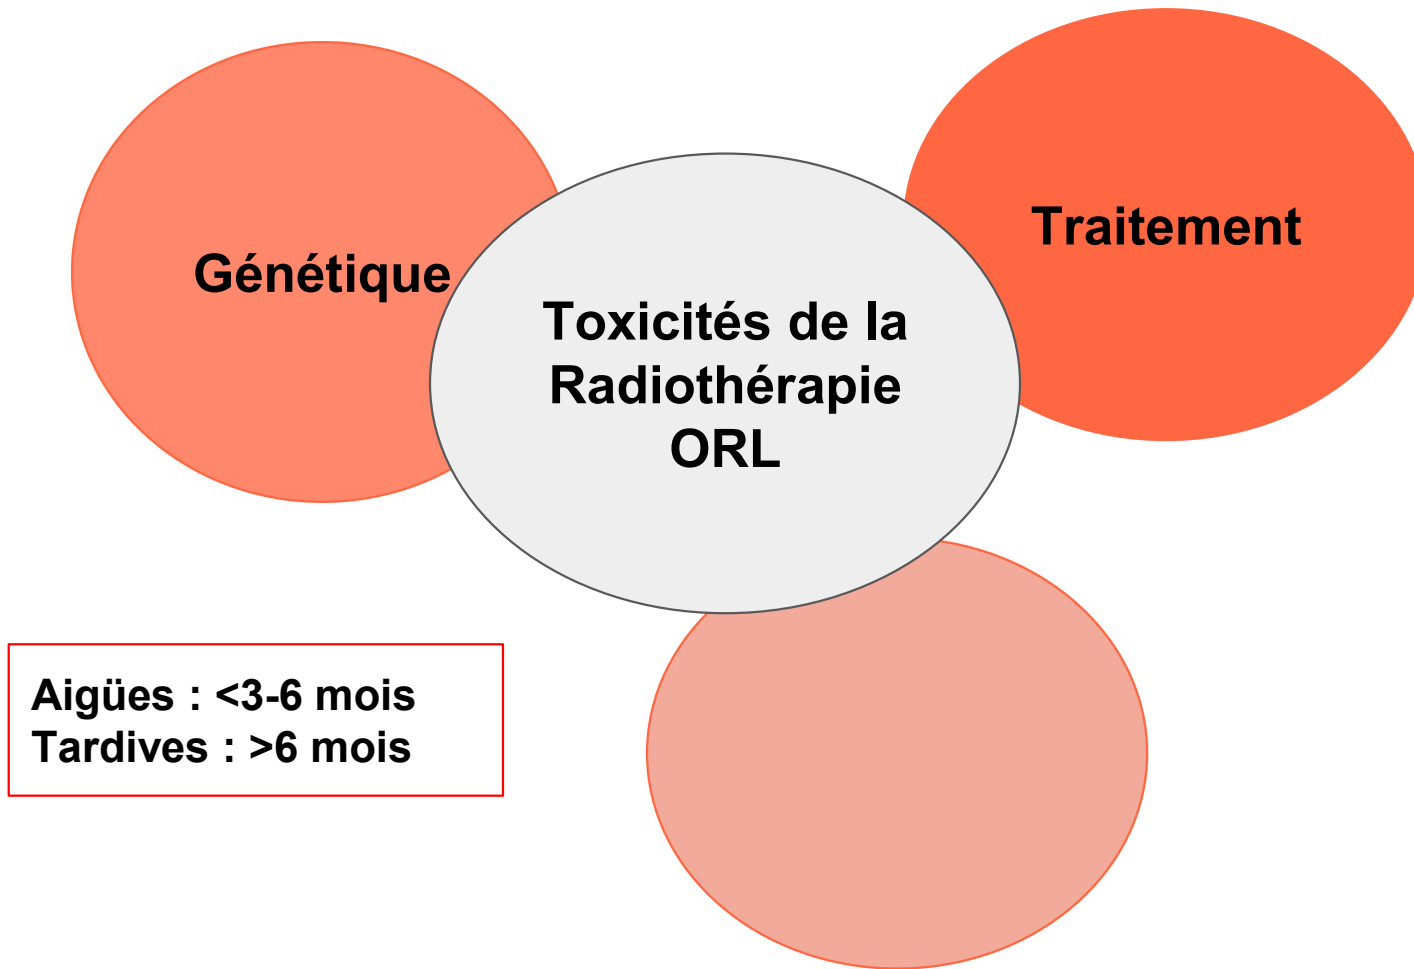 Génétique
Traitement
Toxicités de la
Radiothérapie
ORL
Aigües : <3-6 mois
Tardives : >6 mois